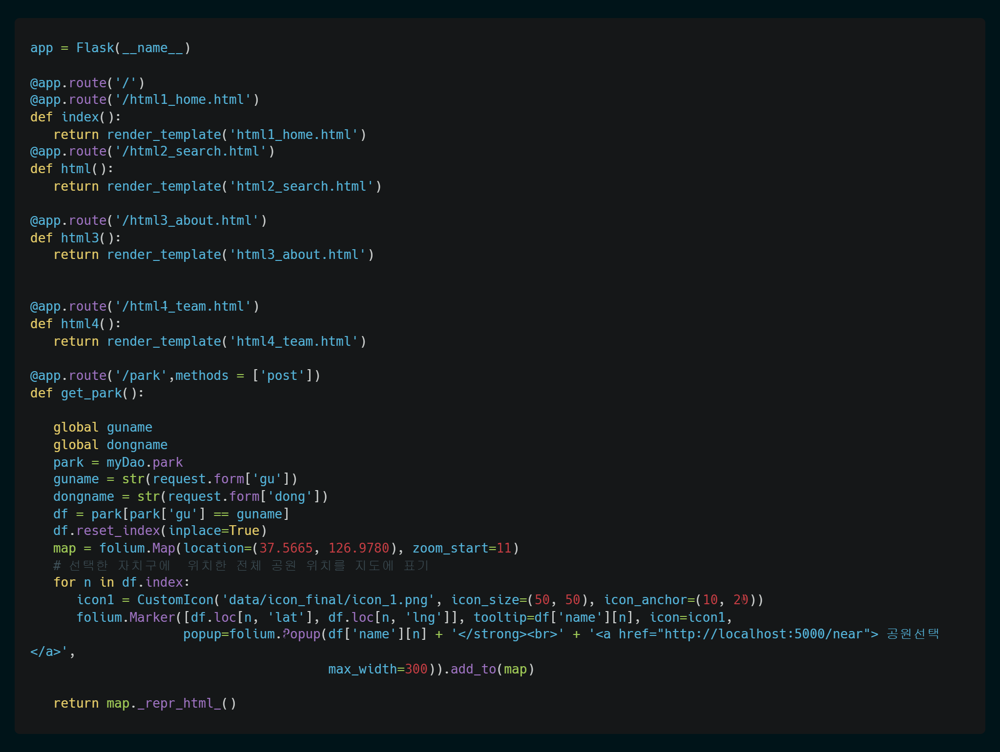 app = Flask(__name__)
@app.route('/')
@app.route('/html1_home.html')
def index():
   return render_template('html1_home.html')
@app.route('/html2_search.html')
def html():
   return render_template('html2_search.html')
@app.route('/html3_about.html')
def html3():
   return render_template('html3_about.html')
@app.route('/html4_team.html')
def html4():
   return render_template('html4_team.html')
@app.route('/park',methods = ['post'])
def get_park():
   global guname
   global dongname
   park = myDao.park
   guname = str(request.form['gu'])
   dongname = str(request.form['dong'])
   df = park[park['gu'] == guname]
   df.reset_index(inplace=True)
   map = folium.Map(location=(37.5665, 126.9780), zoom_start=11)
   # 선택한 자치구에  위치한 전체 공원 위치를 지도에 표기
   for n in df.index:
      icon1 = CustomIcon('data/icon_final/icon_1.png', icon_size=(50, 50), icon_anchor=(10, 20))
      folium.Marker([df.loc[n, 'lat'], df.loc[n, 'lng']], tooltip=df['name'][n], icon=icon1,
                    popup=folium.Popup(df['name'][n] + '</strong><br>' + '<a href="http://localhost:5000/near"> 공원선택
</a>',
                                       max_width=300)).add_to(map)
   return map._repr_html_()